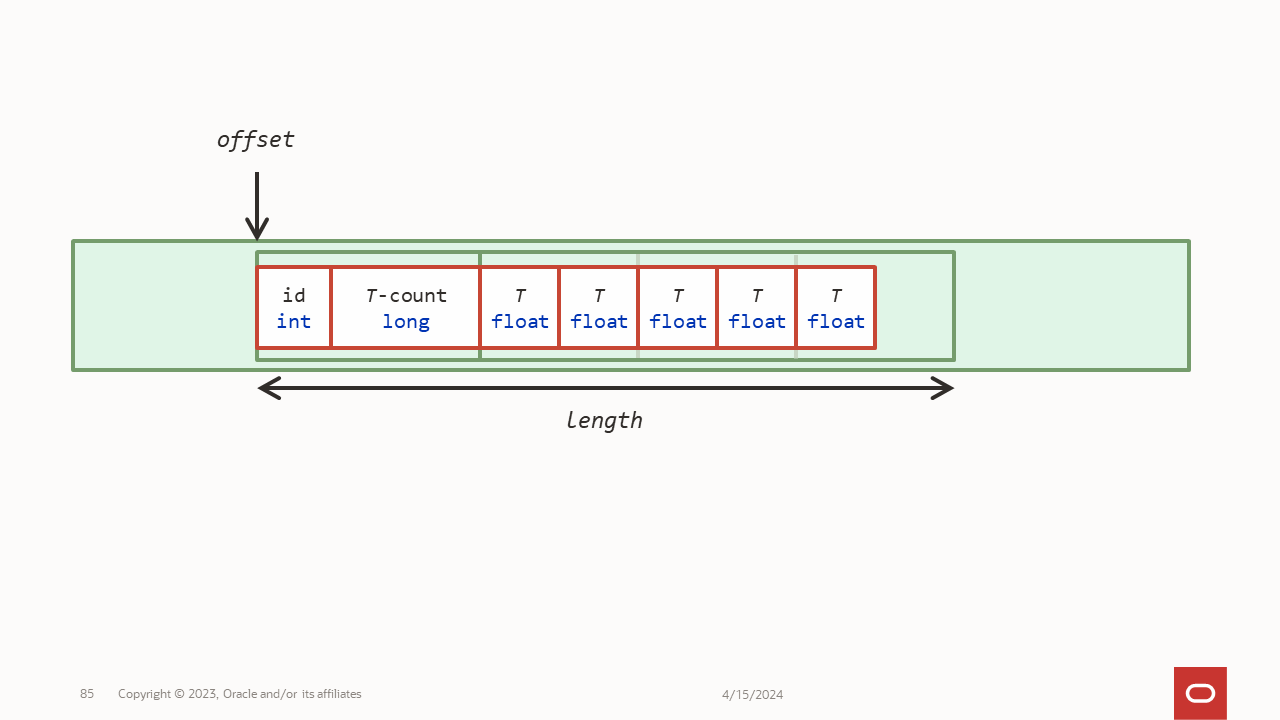 offset
id
int
T-count
long
T
float
T
float
T
float
T
float
T
float
length
85 Copyright © 2023, Oracle and/or its affiliates 4/15/2024